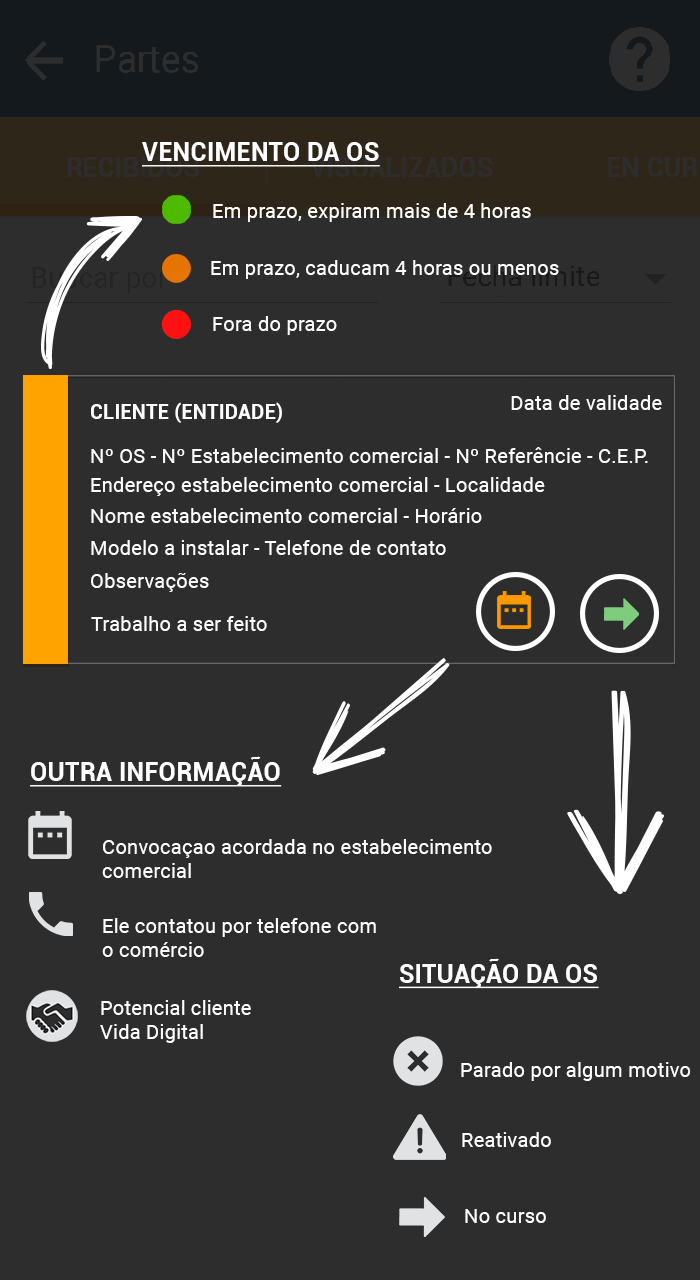 Partes
?
VENCIMENTO DA OS
RECIBIDOS
VISUALIZADOS
EN CUR
Em prazo, expiram mais de 4 horas
Em prazo, caducam 4 horas ou menos
Buscar por
Fecha límite
Fora do prazo
CLIENTE (ENTIDADE)
Data de validade
Nº OS - Nº Estabelecimento comercial - Nº Referêncie - C.E.P.
Endereço estabelecimento comercial - Localidade
Nome estabelecimento comercial - Horário
Modelo a instalar - Telefone de contato
Observações
Trabalho a ser feito
OUTRA INFORMAÇÃO
Convocaçao acordada no estabelecimento
comercial
Ele contatou por telefone com
o comércio
Potencial cliente
Vida Digital
SITUAÇÃO DA OS
Parado por algum motivo
Reativado
No curso